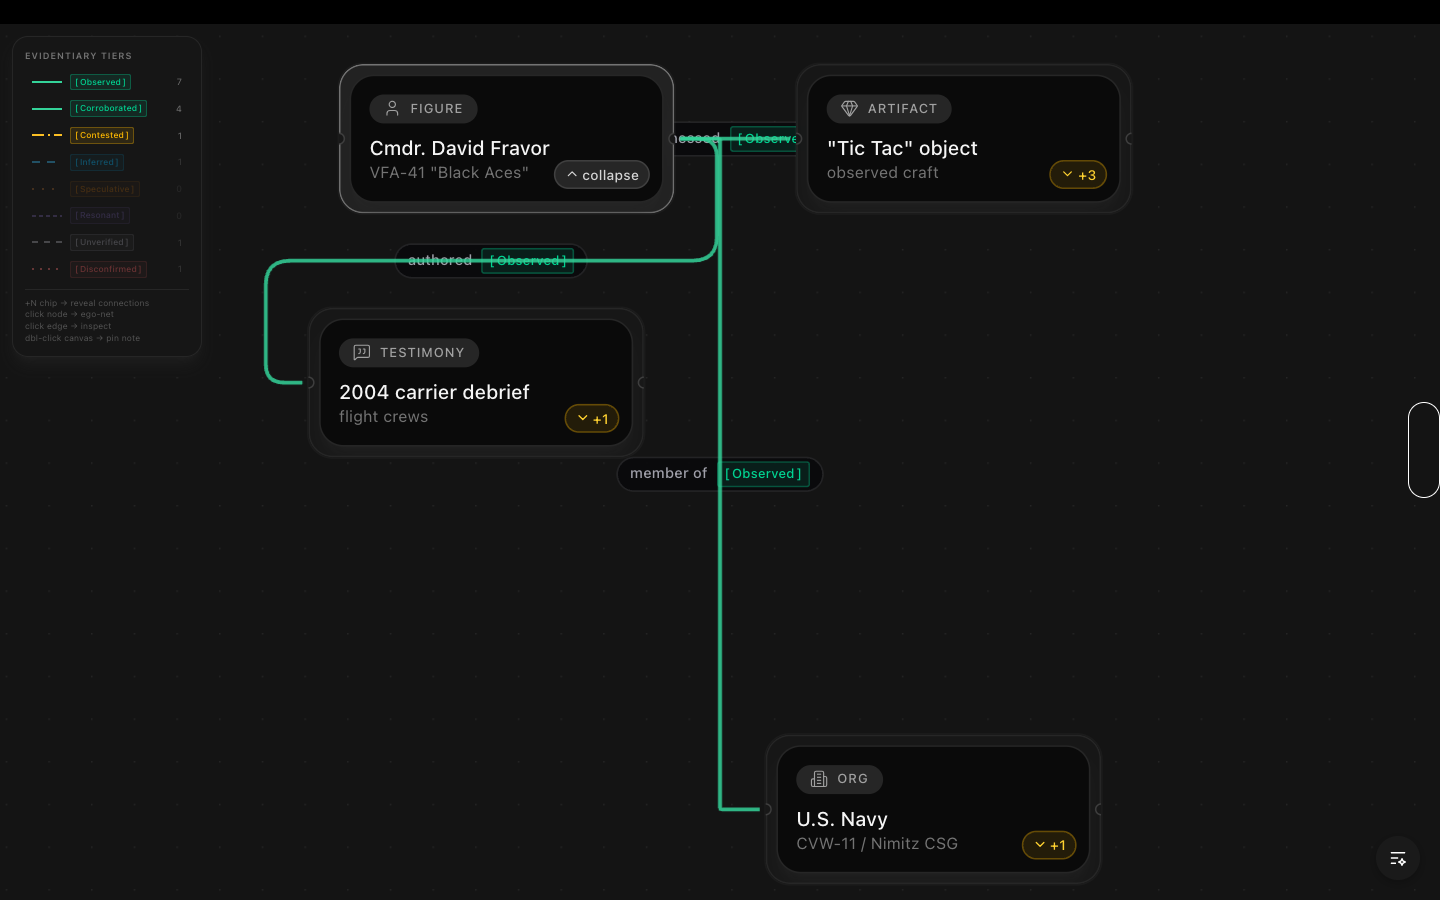 EVIDENTIARY TIERS
[Observed] 7
[Corroborated] 4
[Contested] 1
[Inferred] 1
[Speculative] 0
[Resonant] 0
[Unverified] 1
[Disconfirmed] 1
+N chip → reveal connections
click node → ego-net
click edge → inspect
dbl-click canvas → pin note
FIGURE
Cmdr. David Fravor
VFA-41 "Black Aces"
collapse
essed [Observe
ARTIFACT
"Tic Tac" object
observed craft
+3
authored [Observed]
TESTIMONY
2004 carrier debrief
flight crews
+1
member of [Observed]
ORG
U.S. Navy
CVW-11 / Nimitz CSG
+1